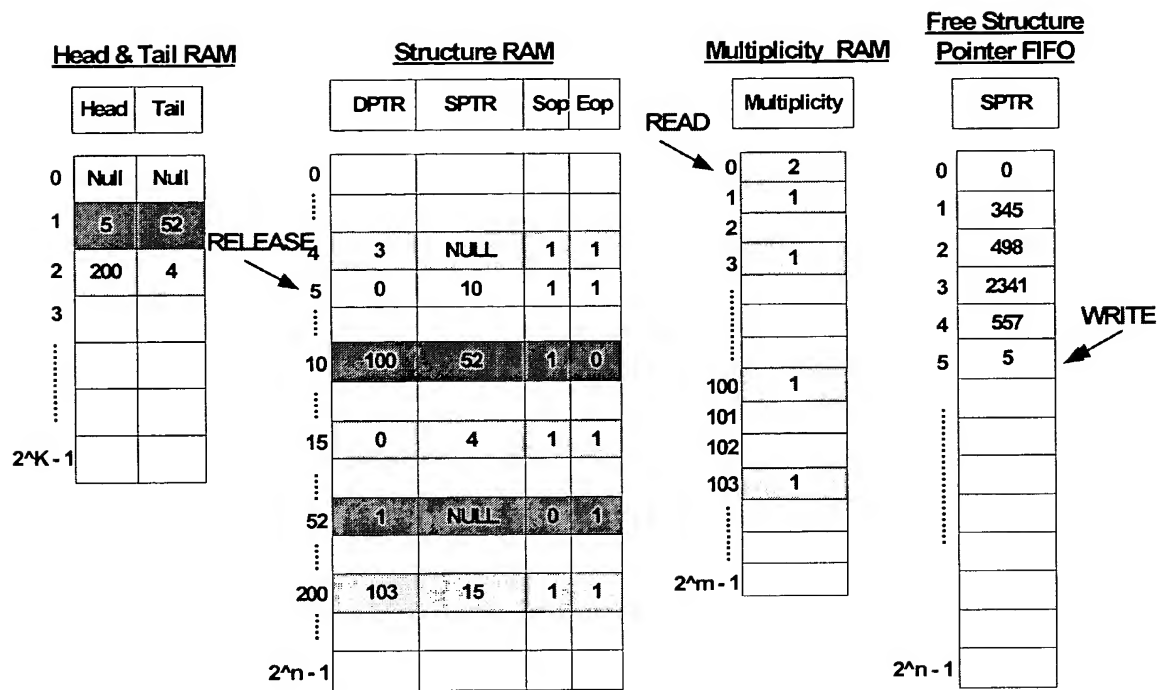 Free Structure
Head & Tail RAM Structure RAM Multiplicity RAM Pointer FIFO
Head Tail DPTR SPTR Sop Eop Multiplicity SPTR
READ
0 Null Null 0 0 2 0 0
1 5 52 1 1 1 345
RELEASE 4 3 NULL 1 1 2 2 498
2 200 4 5 0 10 1 1 3 1 3 2341
3 4 557 WRITE
10 100 52 1 0 5 5
100 1
15 0 4 1 1 101
102
2^K - 1 103 1
52 1 NULL 0 1
200 103 15 1 1 2^m - 1
2^n - 1 2^n - 1